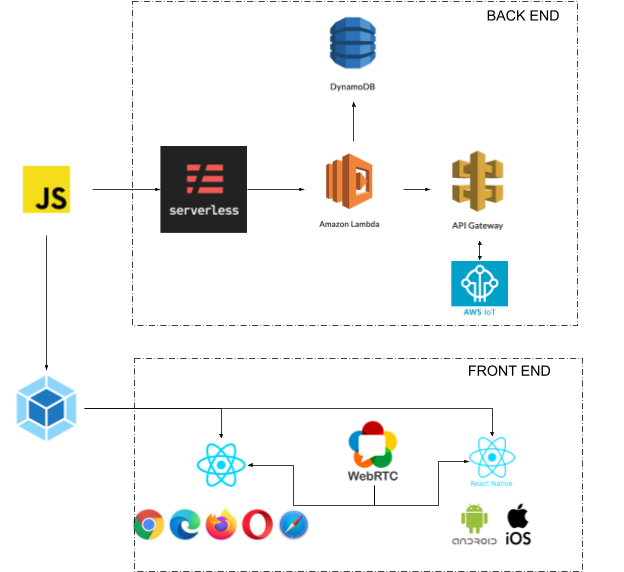 BACK END
DynamoDB
JS
serverless
Amazon Lambda
API Gateway
AWS IoT
FRONT END
WebRTC
React Native
ANDROID
iOS